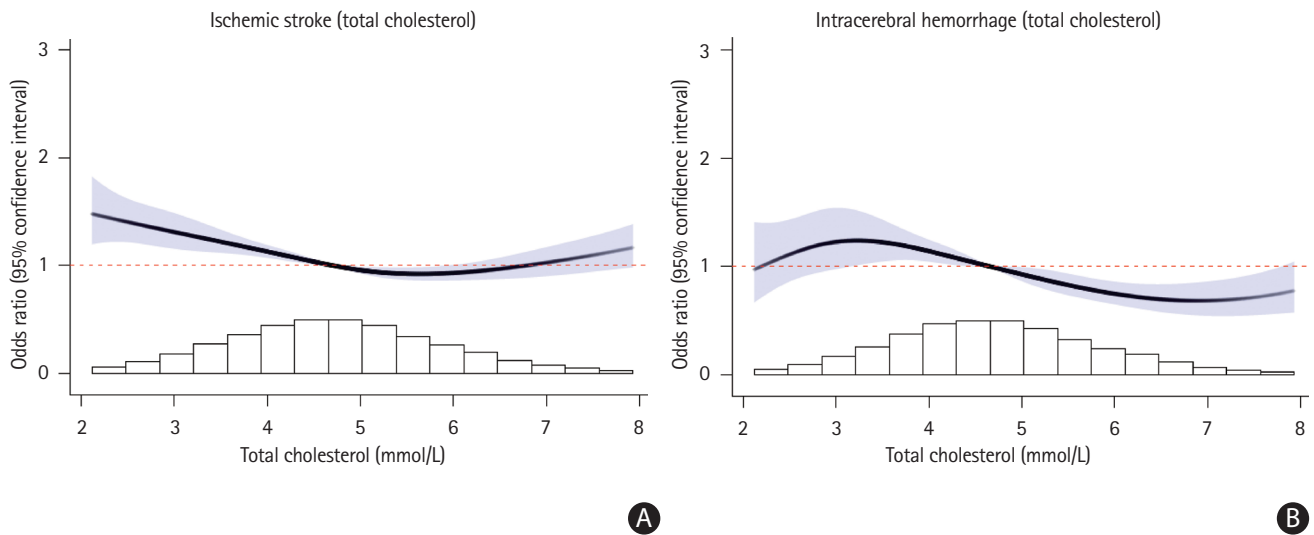 Ischemic stroke (total cholesterol)
3
2
1
0
Odds ratio (95% confidence interval)
2 3 4 5 6 7 8
Total cholesterol (mmol/L)
A
Intracerebral hemorrhage (total cholesterol)
3
2
1
0
Odds ratio (95% confidence interval)
2 3 4 5 6 7 8
Total cholesterol (mmol/L)
B